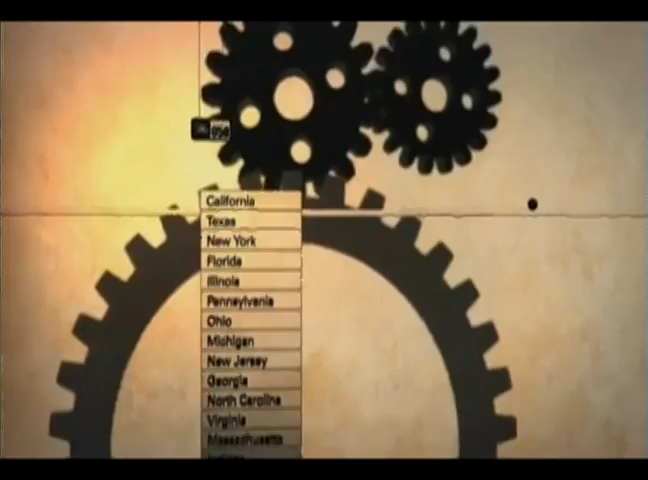 California
Texas
New York
Florida
Illinois
Pennsylvania
Ohio
Michigan
New Jersey
Georgia
North Carolina
Virginia
Massachusetts